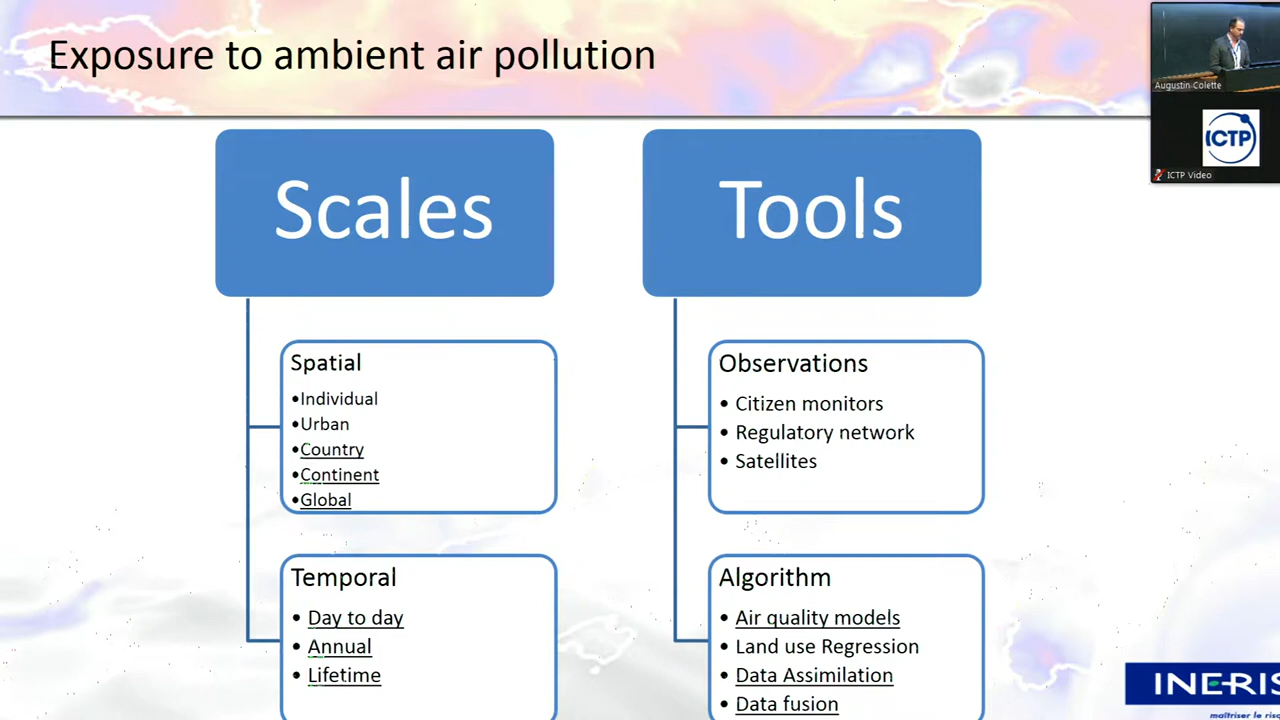 Exposure to ambient air pollution
Augustin-Colette
ICTP
ICTP Video
Scales
Spatial
•Individual
•Urban
•Country
•Continent
•Global
Temporal
• Day to day
• Annual
• Lifetime
Tools
Observations
• Citizen monitors
• Regulatory network
• Satellites
Algorithm
• Air quality models
• Land use Regression
• Data Assimilation
• Data fusion
INERIS
maîtriser le